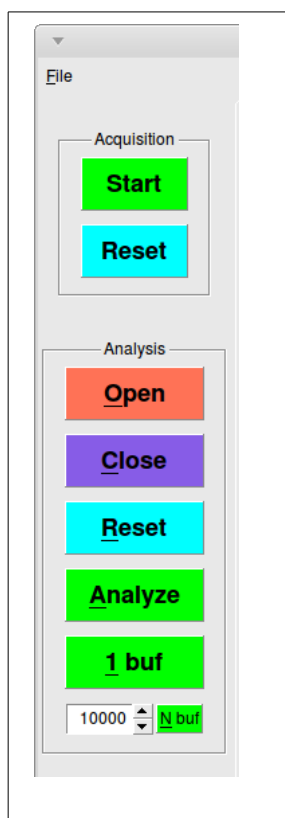 File
Acquisition
Start
Reset
Analysis
Open
Close
Reset
Analyze
1 buf
10000 N buf